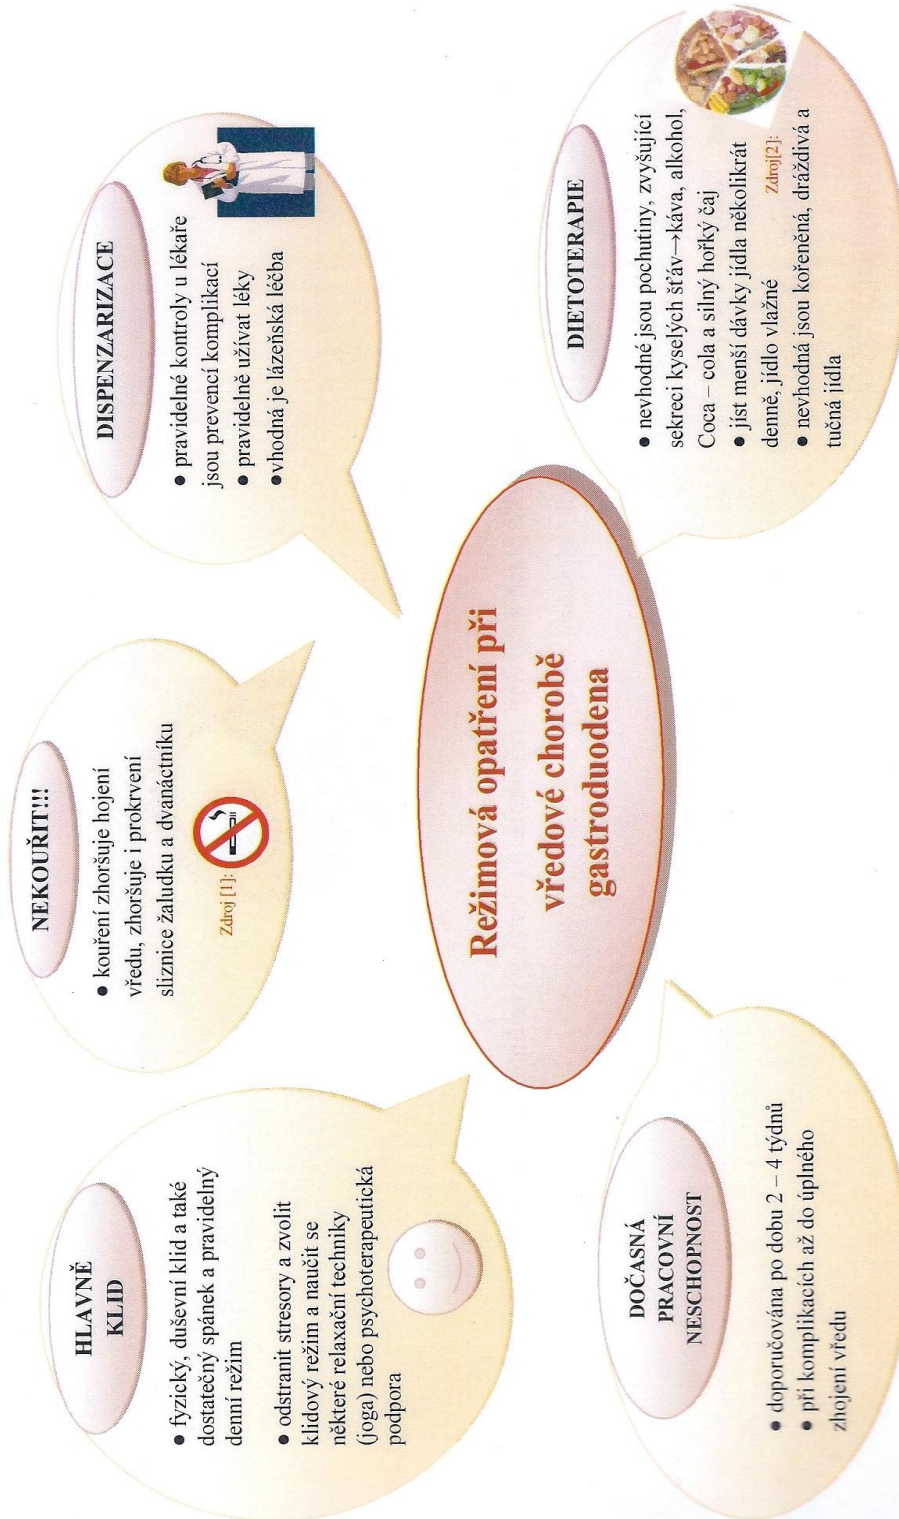 HLAVNĚ
KLID
• fyzický, duševní klid a také
dostatečný spánek a pravidelný
denní režim
• odstranit stresory a zvolit
klidový režim a naučit se
některé relaxační techniky
(joga) nebo psychoterapeutická
podpora
NEKOUŘIT!!!
• kouření zhoršuje hojení
vředu, zhoršuje i prokrvení
sliznice žaludku a dvanáctníku
Zdroj [1]:
DISPENZARIZACE
• pravidelné kontroly u lékaře
jsou prevencí komplikací
• pravidelně užívat léky
•vhodná je lázeňská léčba
Režimová opatření při
vředové chorobě
gastroduodena
DOČASNÁ
PRACOVNÍ
NESCHOPNOST
• doporučována po dobu 2 – 4 týdnů
• při komplikacích až do úplného
zhojení vředu
DIETOTERAPIE
• nevhodné jsou pochutiny, zvyšující
sekreci kyselých šťáv→káva, alkohol,
Coca – cola a silný hořký čaj
• jíst menší dávky jídla několikrát
denně, jídlo vlažné
Zdroj[2]:
• nevhodná jsou kořeněná, dráždivá a
tučná jídla